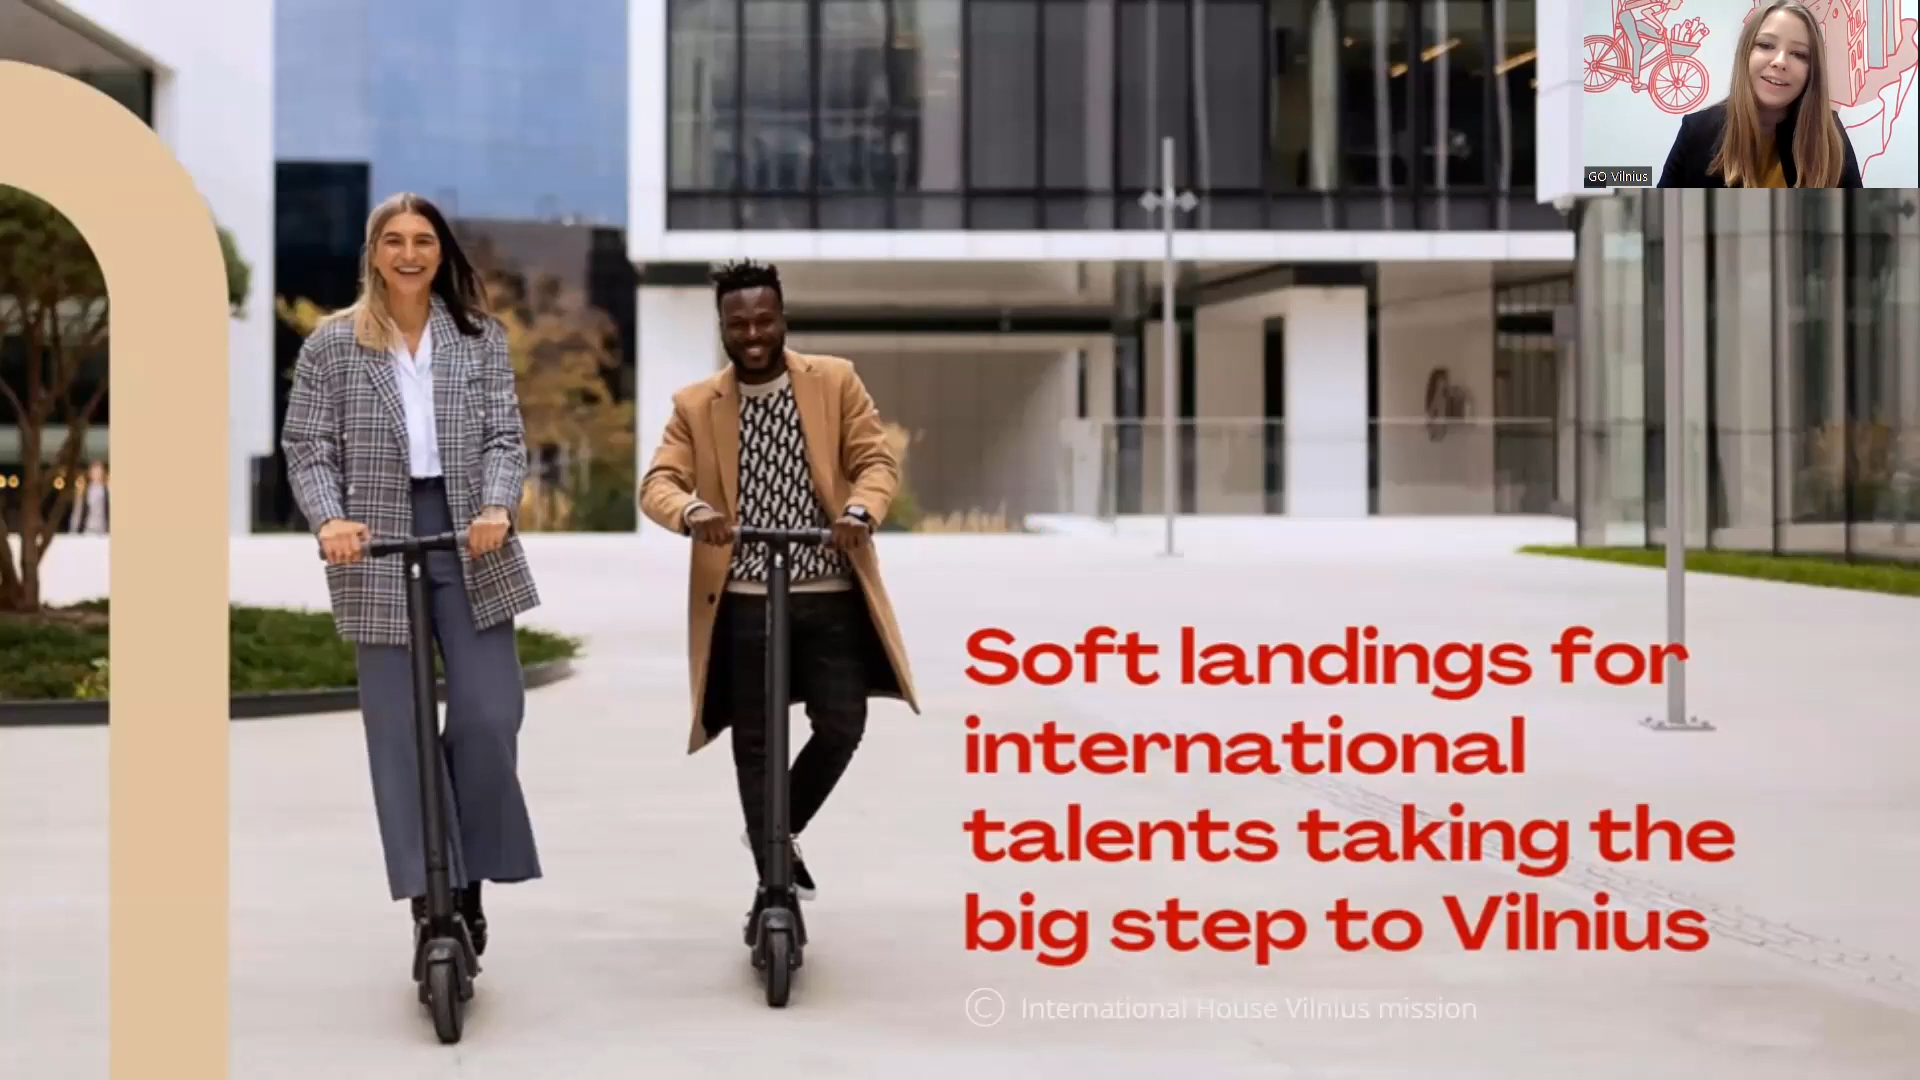 GO Vilnius
Soft landings for
international
talents taking the
big step to Vilnius
© International House Vilnius mission